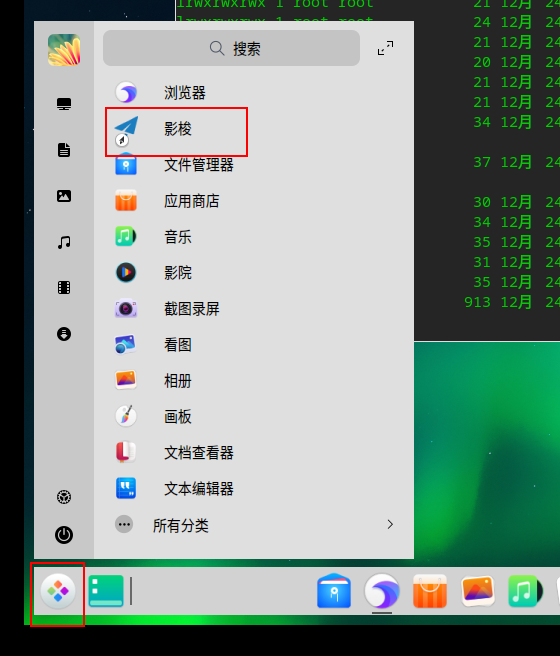 lrwxrwxrwx 1 root root 21 12月 24
lrwxrwxrwx 1 root root 24 12月 24
21 12月 24
20 12月 24
21 12月 24
21 12月 24
34 12月 24
37 12月 24
30 12月 24
34 12月 24
35 12月 24
31 12月 24
35 12月 24
913 12月 24
搜索
浏览器
影梭
文件管理器
应用商店
音乐
影院
截图录屏
看图
相册
画板
文档查看器
文本编辑器
所有分类